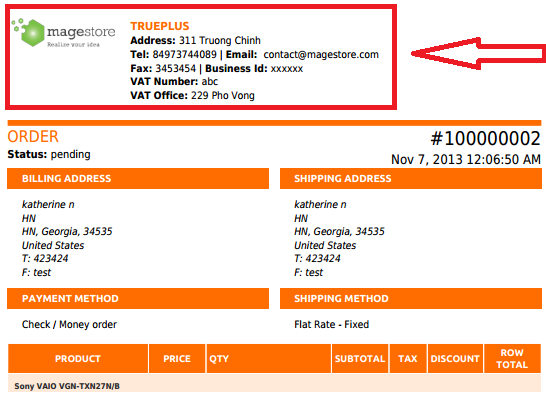 magestore
Realize your idea
TRUEPLUS
Address: 311 Truong Chinh
Tel: 84973744089 | Email: contact@magestore.com
Fax: 3453454 | Business Id: xxxxxx
VAT Number: abc
VAT Office: 229 Pho Vong
ORDER
#100000002
Status: pending
Nov 7, 2013 12:06:50 AM
BILLING ADDRESS
katherine n
HN
HN, Georgia, 34535
United States
T: 423424
F: test
SHIPPING ADDRESS
katherine n
HN
HN, Georgia, 34535
United States
T: 423424
F: test
PAYMENT METHOD
Check / Money order
SHIPPING METHOD
Flat Rate - Fixed
PRODUCT PRICE QTY SUBTOTAL TAX DISCOUNT ROW TOTAL
Sony VAIO VGN-TXN27N/B